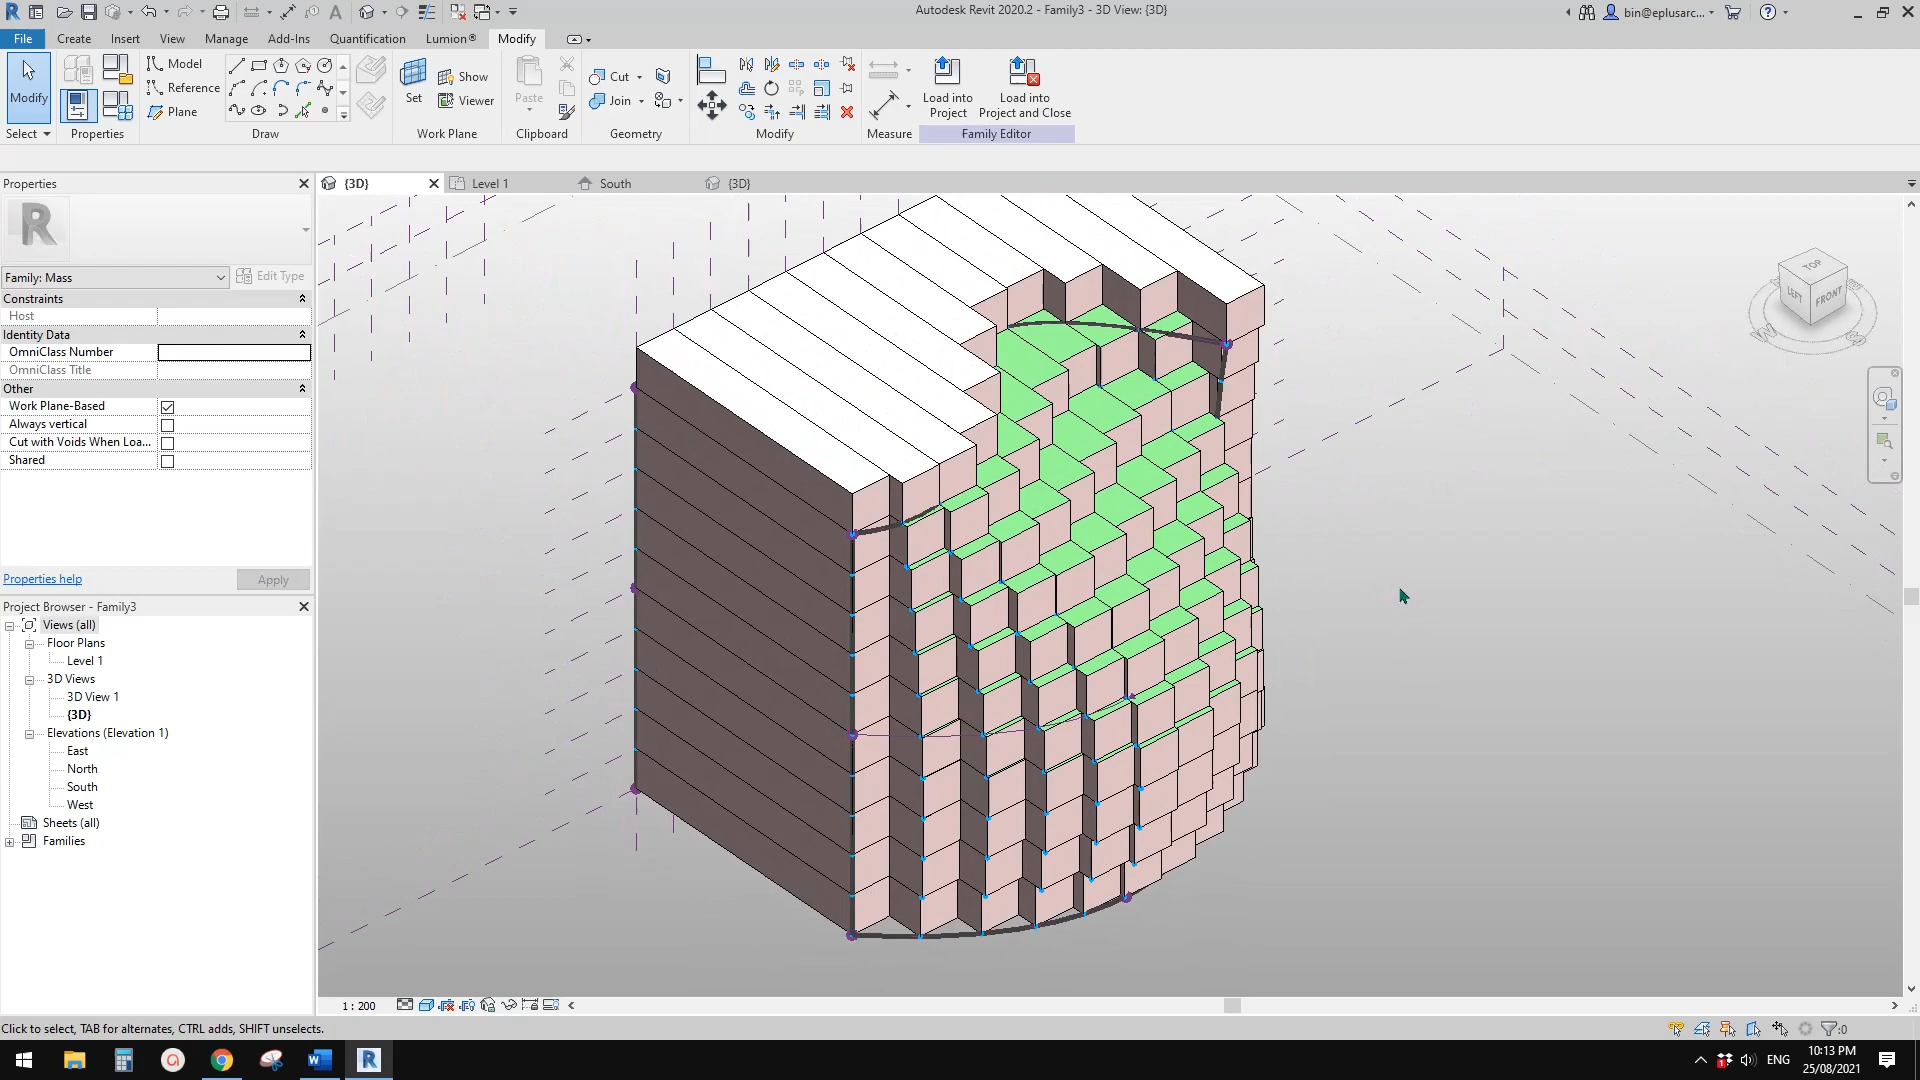 Autodesk Revit 2020.2 - Family3 - 3D View: {3D}
bin@eplusarc...
File Create Insert View Manage Add-Ins Quantification Lumion® Modify
Modify
Model
Reference
Plane
Set
Show
Viewer
Paste
Cut
Join
Load into
Project
Load into
Project and Close
Select Properties Draw Work Plane Clipboard Geometry Modify Measure Family Editor
Properties
{3D} Level 1 South {3D}
R
Family: Mass Edit Type
Constraints
Host
Identity Data
OmniClass Number
OmniClass Title
Other
Work Plane-Based
Always vertical
Cut with Voids When Loa...
Shared
Properties help Apply
Project Browser - Family3
Views (all)
Floor Plans
Level 1
3D Views
3D View 1
{3D}
Elevations (Elevation 1)
East
North
South
West
Sheets (all)
Families
TOP
LEFT FRONT
W S
1 : 200
Click to select, TAB for alternates, CTRL adds, SHIFT unselects.
:0
ENG
10:13 PM
25/08/2021